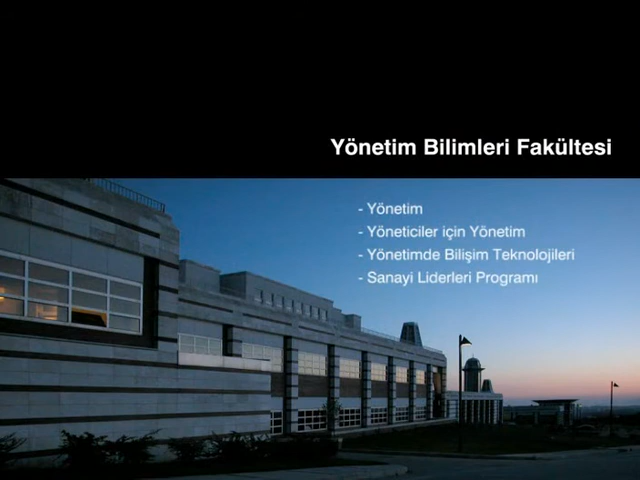 Yönetim Bilimleri Fakültesi
- Yönetim
- Yöneticiler için Yönetim
- Yönetimde Bilişim Teknolojileri
- Sanayi Liderleri Programı